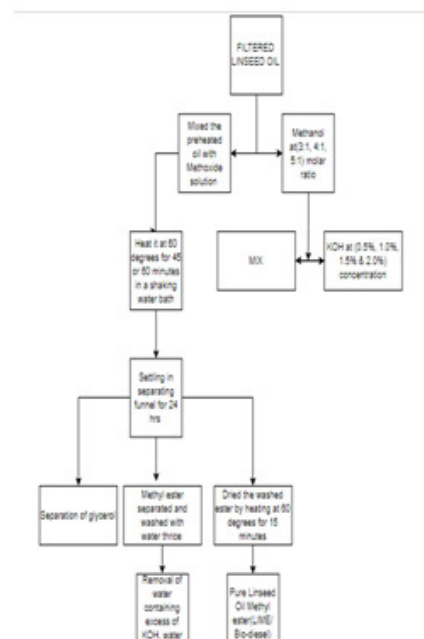 FILTERED
LINSEED OIL
Mixed the
preheated
oil with
Methoxide
solution
Methanol
at(3:1, 4:1,
5:1) molar
ratio
Heat it at 60
degrees for 45
or 60 minutes
in a shaking
water bath
MIX
KOH at (0.5%, 1.0%,
1.5% & 2.0%)
concentration
Settling in
separating
funnel for 24
hrs
Separation of glycerol
Methyl ester
separated and
washed with
water thrice
Dried the washed
ester by heating at 60
degrees for 15
minutes
Removal of
water
containing
excess of
KOH, water
Pure Linseed
Oil Methyl
ester(LIME/
Bio-diesel)